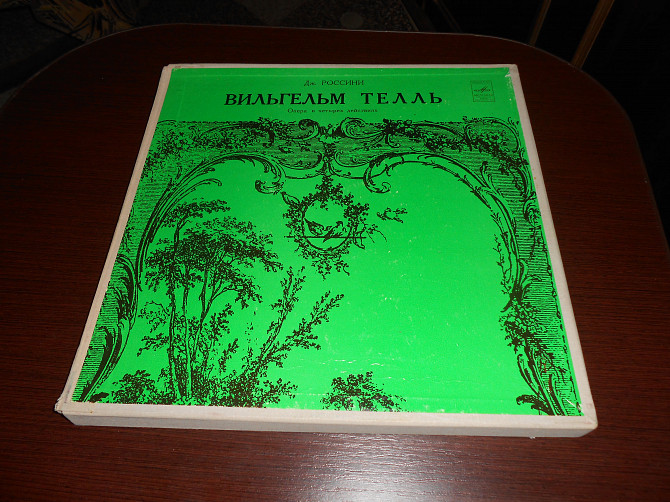 Дж. РОССИНИ
ВИЛЬГЕЛЬМ ТЕЛЛЬ
Опера в четырех действиях